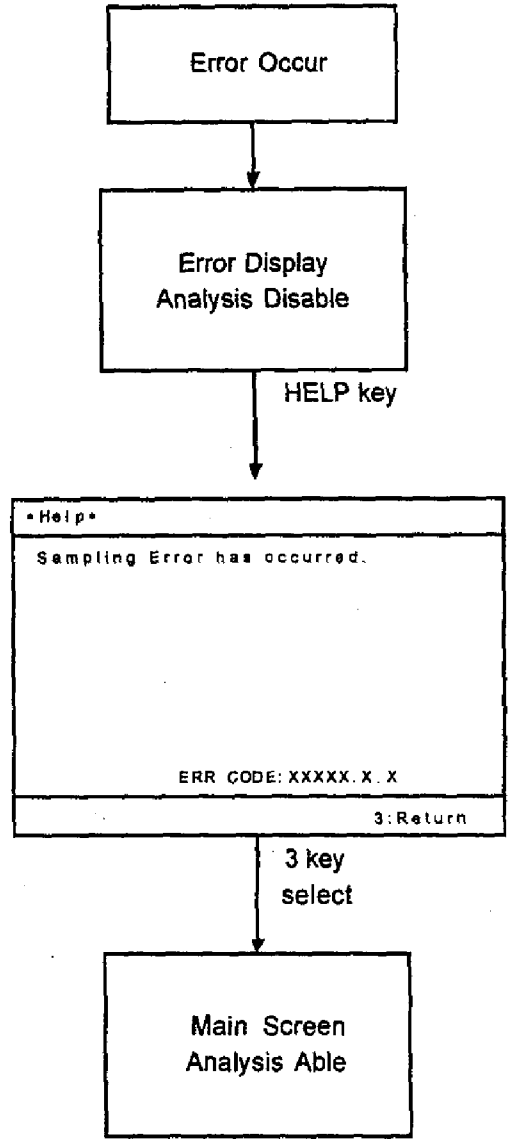 Error Occur
Error Display
Analysis Disable
HELP key
*Help*
Sampling Error has occurred.
ERR CODE: XXXXX. X. X
3:Return
3 key
select
Main Screen
Analysis Able